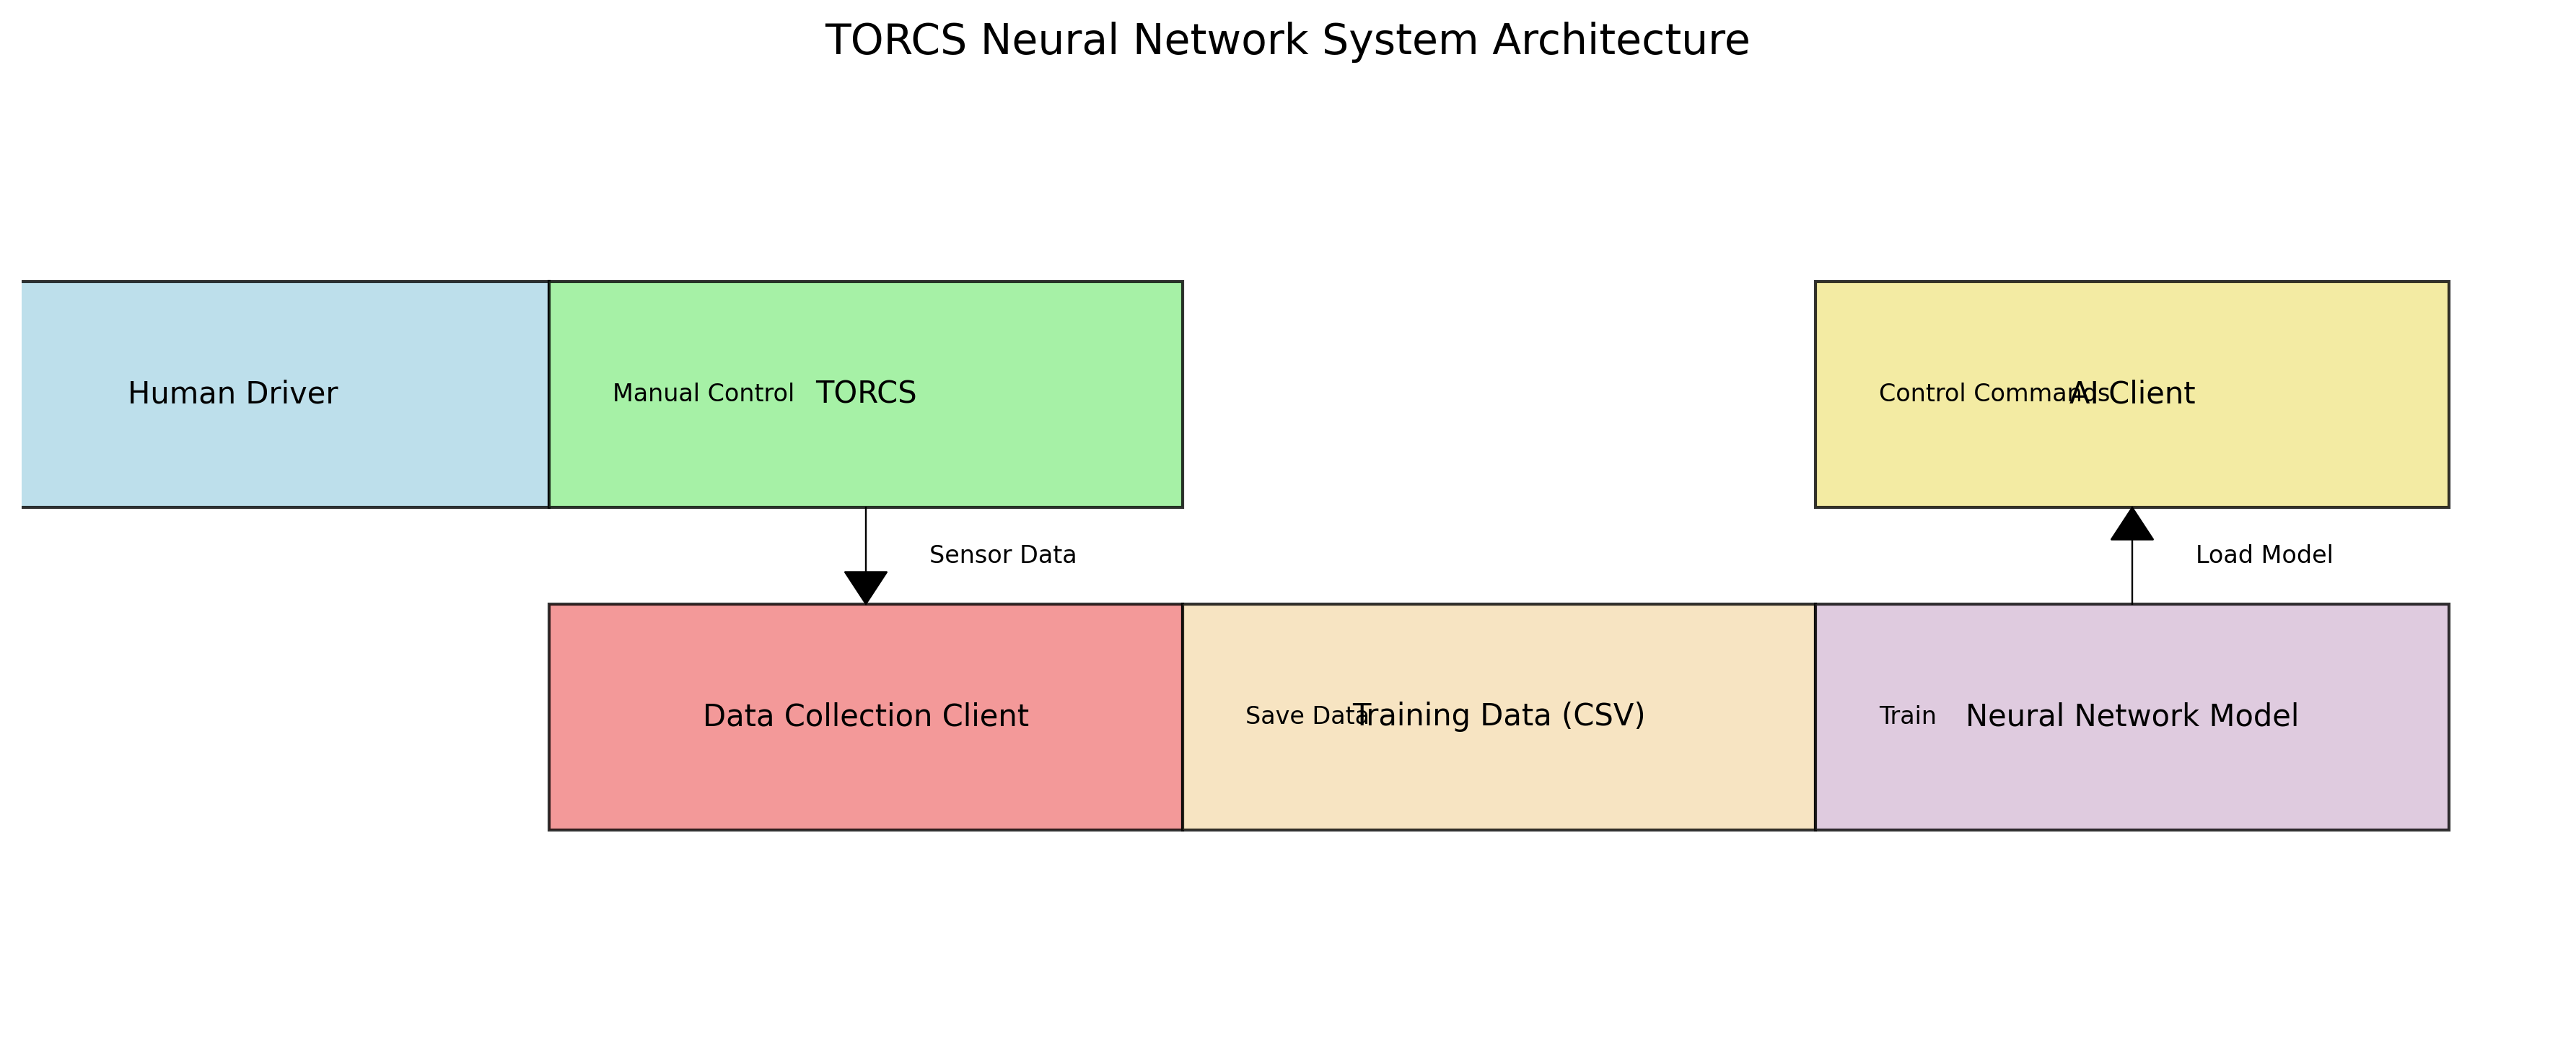 TORCS Neural Network System Architecture
Human Driver
Manual Control
TORCS
Control Commands
AI Client
Sensor Data
Load Model
Data Collection Client
Save Data
Training Data (CSV)
Train
Neural Network Model